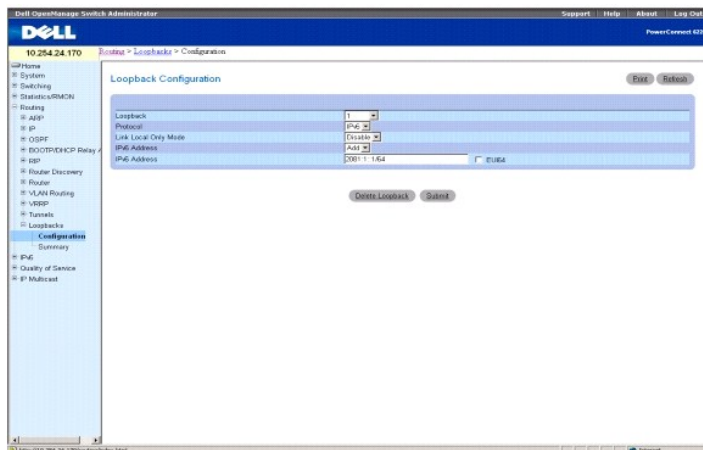 Dell OpenManage Switch Administrator
Support Help About Log Out
DELL
PowerConnect 622
10.254.24.170
Routing > Loopbacks > Configuration
Home
System
Switching
Statistics/RMON
Routing
ARP
IP
OSPF
BOOTP/DHCP Relay A
RIP
Router Discovery
Router
VLAN Routing
VRRP
Tunnels
Loopbacks
Configuration
Summary
IPv6
Quality of Service
IP Multicast
Loopback Configuration
Print Refresh
Loopback 1
Protocol IPv6
Link Local Only Mode Disable
IPv6 Address Add
IPv6 Address 2001:1::1/64 EUI64
Delete Loopback Submit
Internet